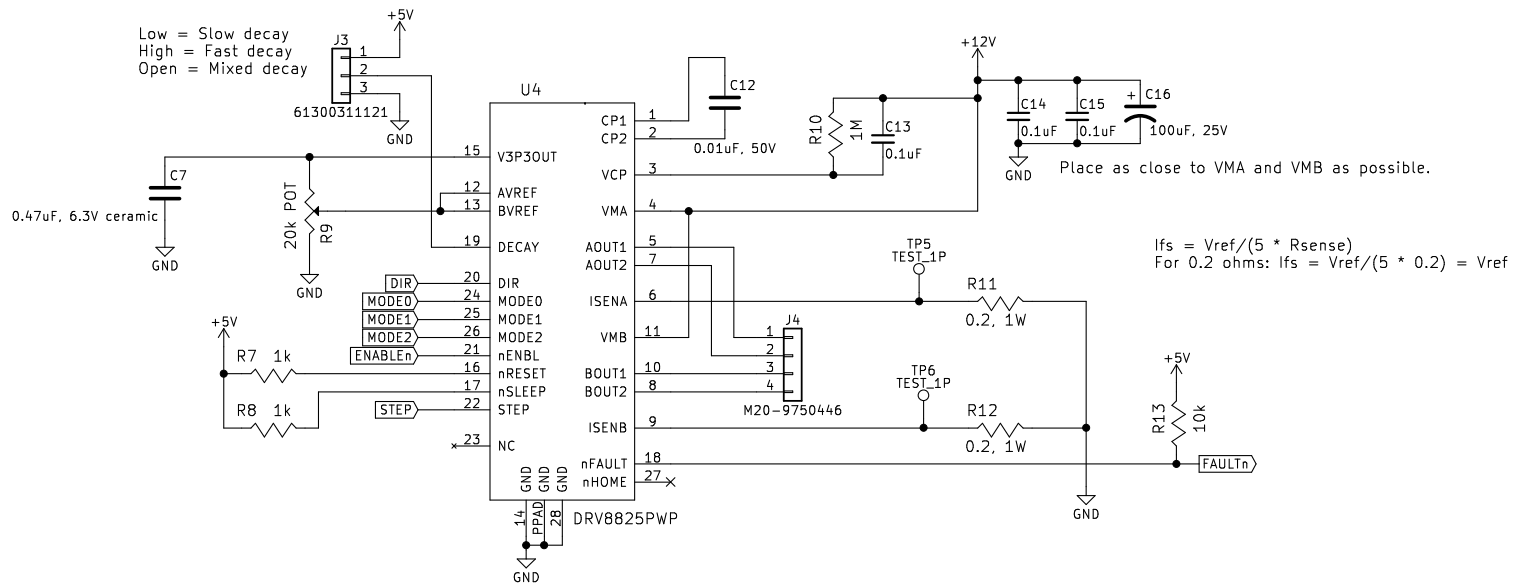 Low = Slow decay
High = Fast decay
Open = Mixed decay
+5V
J3
1
2
3
61300311121
GND
U4
C12
0.01uF, 50V
+12V
R10
1M
C13
0.1uF
C14
0.1uF
C15
0.1uF
+
C16
100uF, 25V
GND
Place as close to VMA and VMB as possible.
C7
0.47uF, 6.3V ceramic
GND
20k POT
R9
GND
15 V3P3OUT
12 AVREF
13 BVREF
19 DECAY
DIR 20 DIR
MODE0 24 MODE0
MODE1 25 MODE1
MODE2 26 MODE2
ENABLEn 21 nENBL
16 nRESET
17 nSLEEP
STEP 22 STEP
23 NC
+5V
R7 1k
R8 1k
CP1 1
CP2 2
VCP 3
VMA 4
AOUT1 5
AOUT2 7
ISENA 6
VMB 11
BOUT1 10
BOUT2 8
ISENB 9
nFAULT 18
nHOME 27
GND
GND
GND
14
PPAD
28
DRV8825PWP
GND
TP5
TEST_1P
R11
0.2, 1W
J4
1
2
3
4
M20-9750446
TP6
TEST_1P
R12
0.2, 1W
GND
Ifs = Vref/(5 * Rsense)
For 0.2 ohms: Ifs = Vref/(5 * 0.2) = Vref
+5V
R13
10k
FAULTn